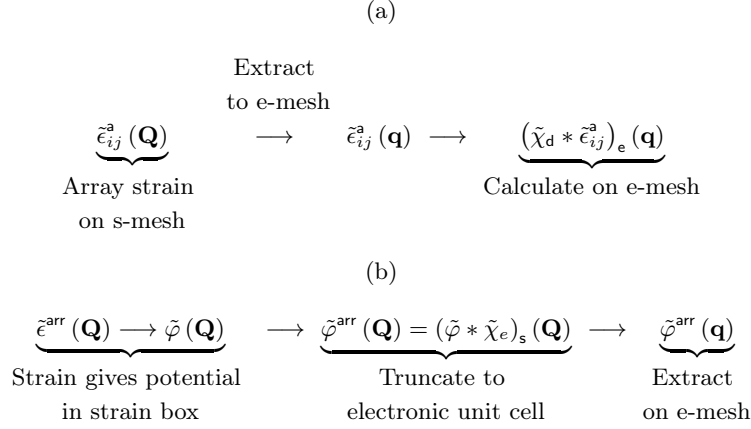 (a)
Extract
to e-mesh
ϵ̃ᵃᵢⱼ (Q) ⟶ ϵ̃ᵃᵢⱼ (q) ⟶ (χ̃_d ∗ ϵ̃ᵃᵢⱼ)ₑ (q)
Array strain Calculate on e-mesh
on s-mesh
(b)
ϵ̃^arr (Q) ⟶ φ̃ (Q) ⟶ φ̃^arr (Q) = (φ̃ ∗ χ̃_e)_s (Q) ⟶ φ̃^arr (q)
Strain gives potential Truncate to Extract
in strain box electronic unit cell on e-mesh